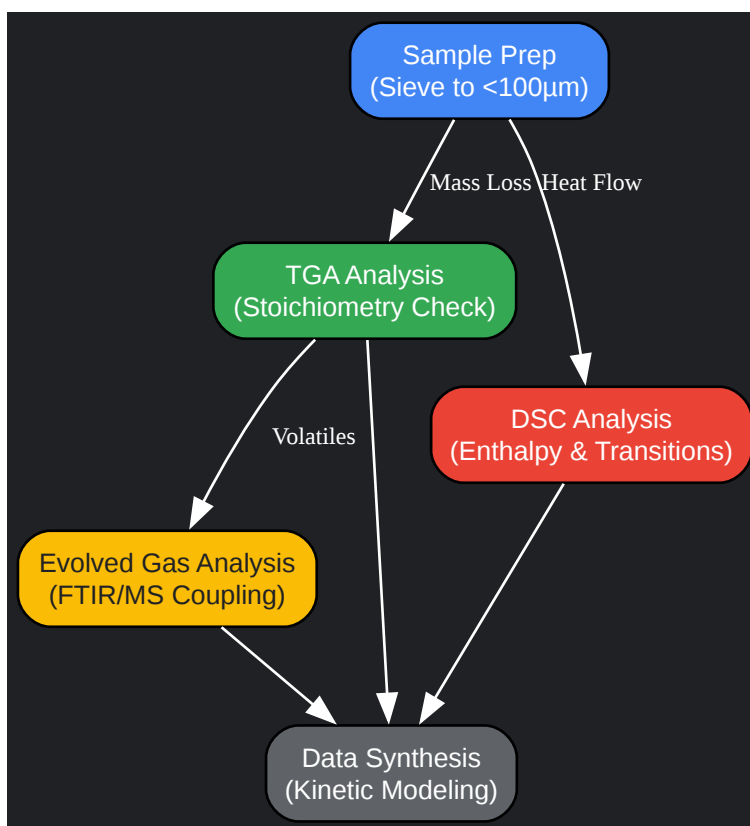 Sample Prep
(Sieve to <100µm)
Mass Loss
Heat Flow
TGA Analysis
(Stoichiometry Check)
DSC Analysis
(Enthalpy & Transitions)
Volatiles
Evolved Gas Analysis
(FTIR/MS Coupling)
Data Synthesis
(Kinetic Modeling)